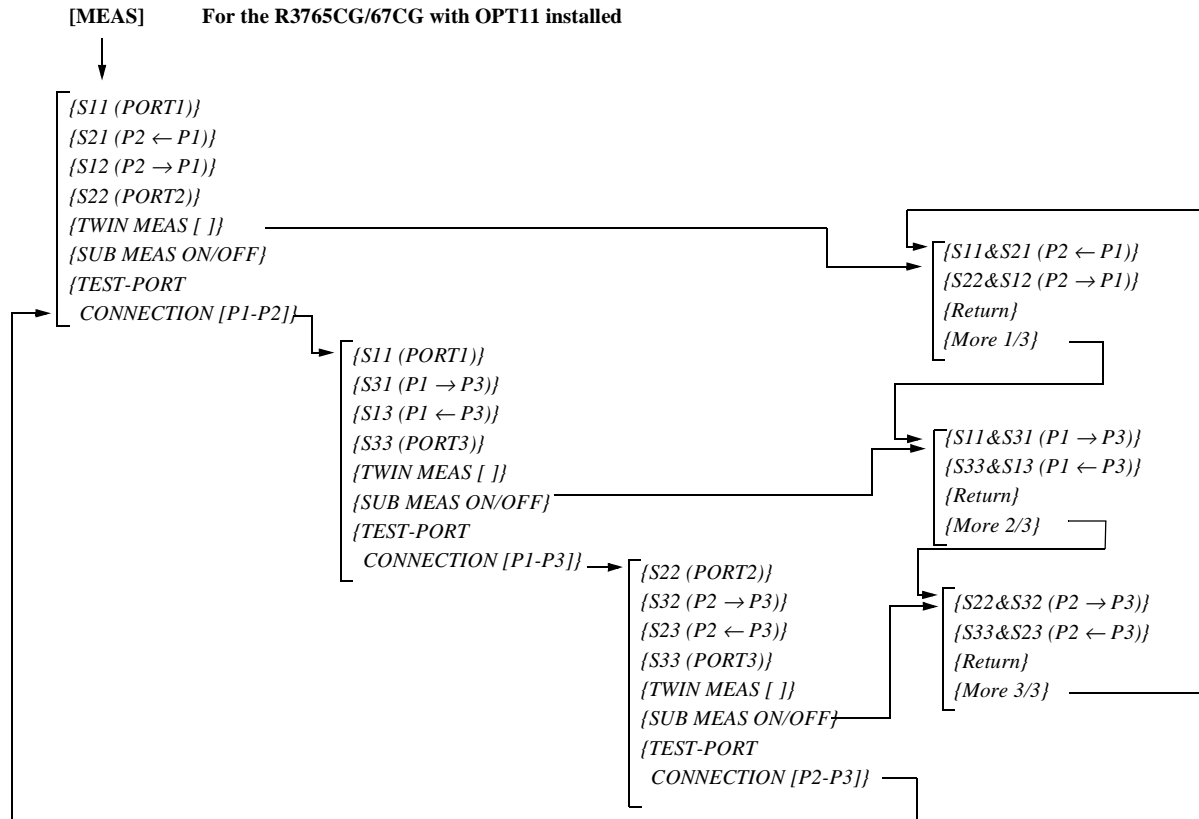 [MEAS] For the R3765CG/67CG with OPT11 installed
{S11 (PORT1)}
{S21 (P2 ← P1)}
{S12 (P2 → P1)}
{S22 (PORT2)}
{TWIN MEAS [ ]}
{SUB MEAS ON/OFF}
{TEST-PORT
CONNECTION [P1-P2]}
{S11 (PORT1)}
{S31 (P1 → P3)}
{S13 (P1 ← P3)}
{S33 (PORT3)}
{TWIN MEAS [ ]}
{SUB MEAS ON/OFF}
{TEST-PORT
CONNECTION [P1-P3]}
{S22 (PORT2)}
{S32 (P2 → P3)}
{S23 (P2 ← P3)}
{S33 (PORT3)}
{TWIN MEAS [ ]}
{SUB MEAS ON/OFF}
{TEST-PORT
CONNECTION [P2-P3]}
{S11&S21 (P2 ← P1)}
{S22&S12 (P2 → P1)}
{Return}
{More 1/3}
{S11&S31 (P1 → P3)}
{S33&S13 (P1 ← P3)}
{Return}
{More 2/3}
{S22&S32 (P2 → P3)}
{S33&S23 (P2 ← P3)}
{Return}
{More 3/3}